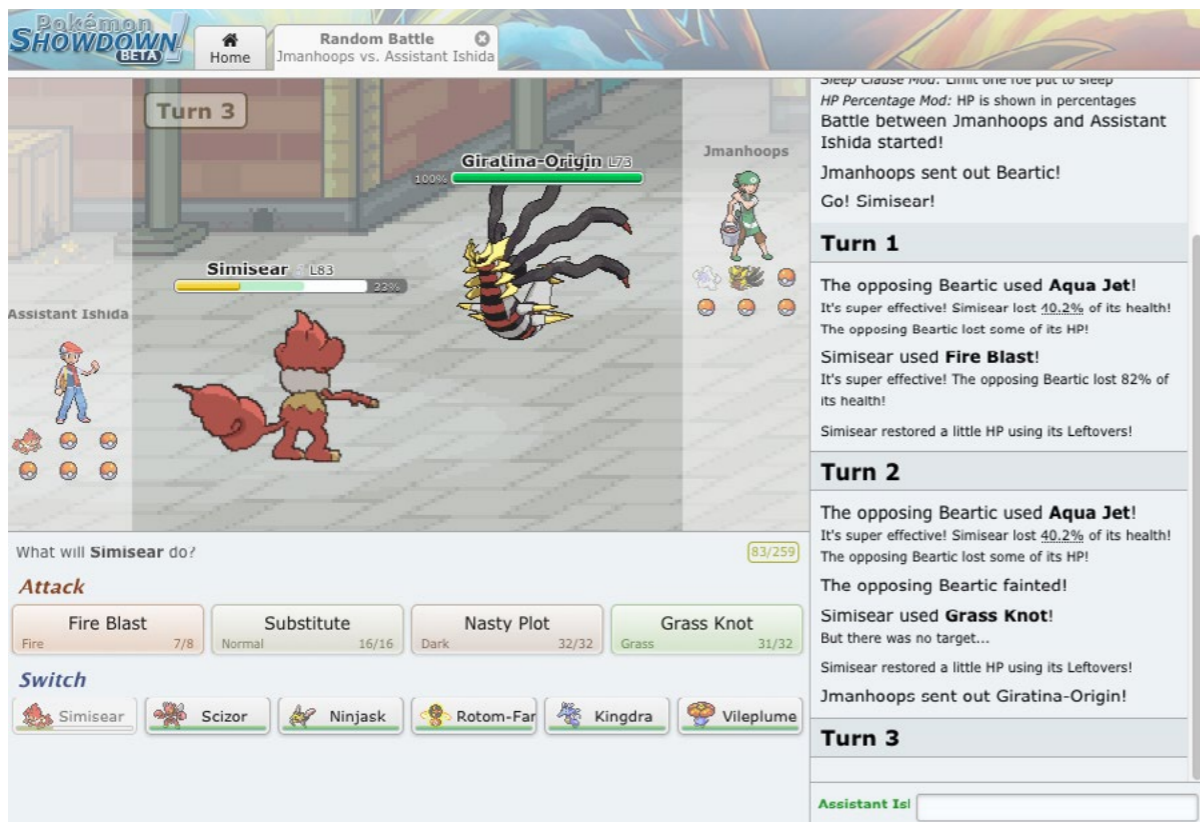 Pokémon
SHOWDOWN!
BETA
Home
Random Battle
Jmanhoops vs. Assistant Ishida
Turn 3
Giratina-Origin L73
100%
Simisear L83
33%
Assistant Ishida
Jmanhoops
What will Simisear do?
83/259
Attack
Fire Blast
Fire 7/8
Substitute
Normal 16/16
Nasty Plot
Dark 32/32
Grass Knot
Grass 31/32
Switch
Simisear
Scizor
Ninjask
Rotom-Fan
Kingdra
Vileplume
Sleep Clause Mod: Limit one foe put to sleep
HP Percentage Mod: HP is shown in percentages
Battle between Jmanhoops and Assistant
Ishida started!
Jmanhoops sent out Beartic!
Go! Simisear!
Turn 1
The opposing Beartic used Aqua Jet!
It's super effective! Simisear lost 40.2% of its health!
The opposing Beartic lost some of its HP!
Simisear used Fire Blast!
It's super effective! The opposing Beartic lost 82% of
its health!
Simisear restored a little HP using its Leftovers!
Turn 2
The opposing Beartic used Aqua Jet!
It's super effective! Simisear lost 40.2% of its health!
The opposing Beartic lost some of its HP!
The opposing Beartic fainted!
Simisear used Grass Knot!
But there was no target...
Simisear restored a little HP using its Leftovers!
Jmanhoops sent out Giratina-Origin!
Turn 3
Assistant Isl